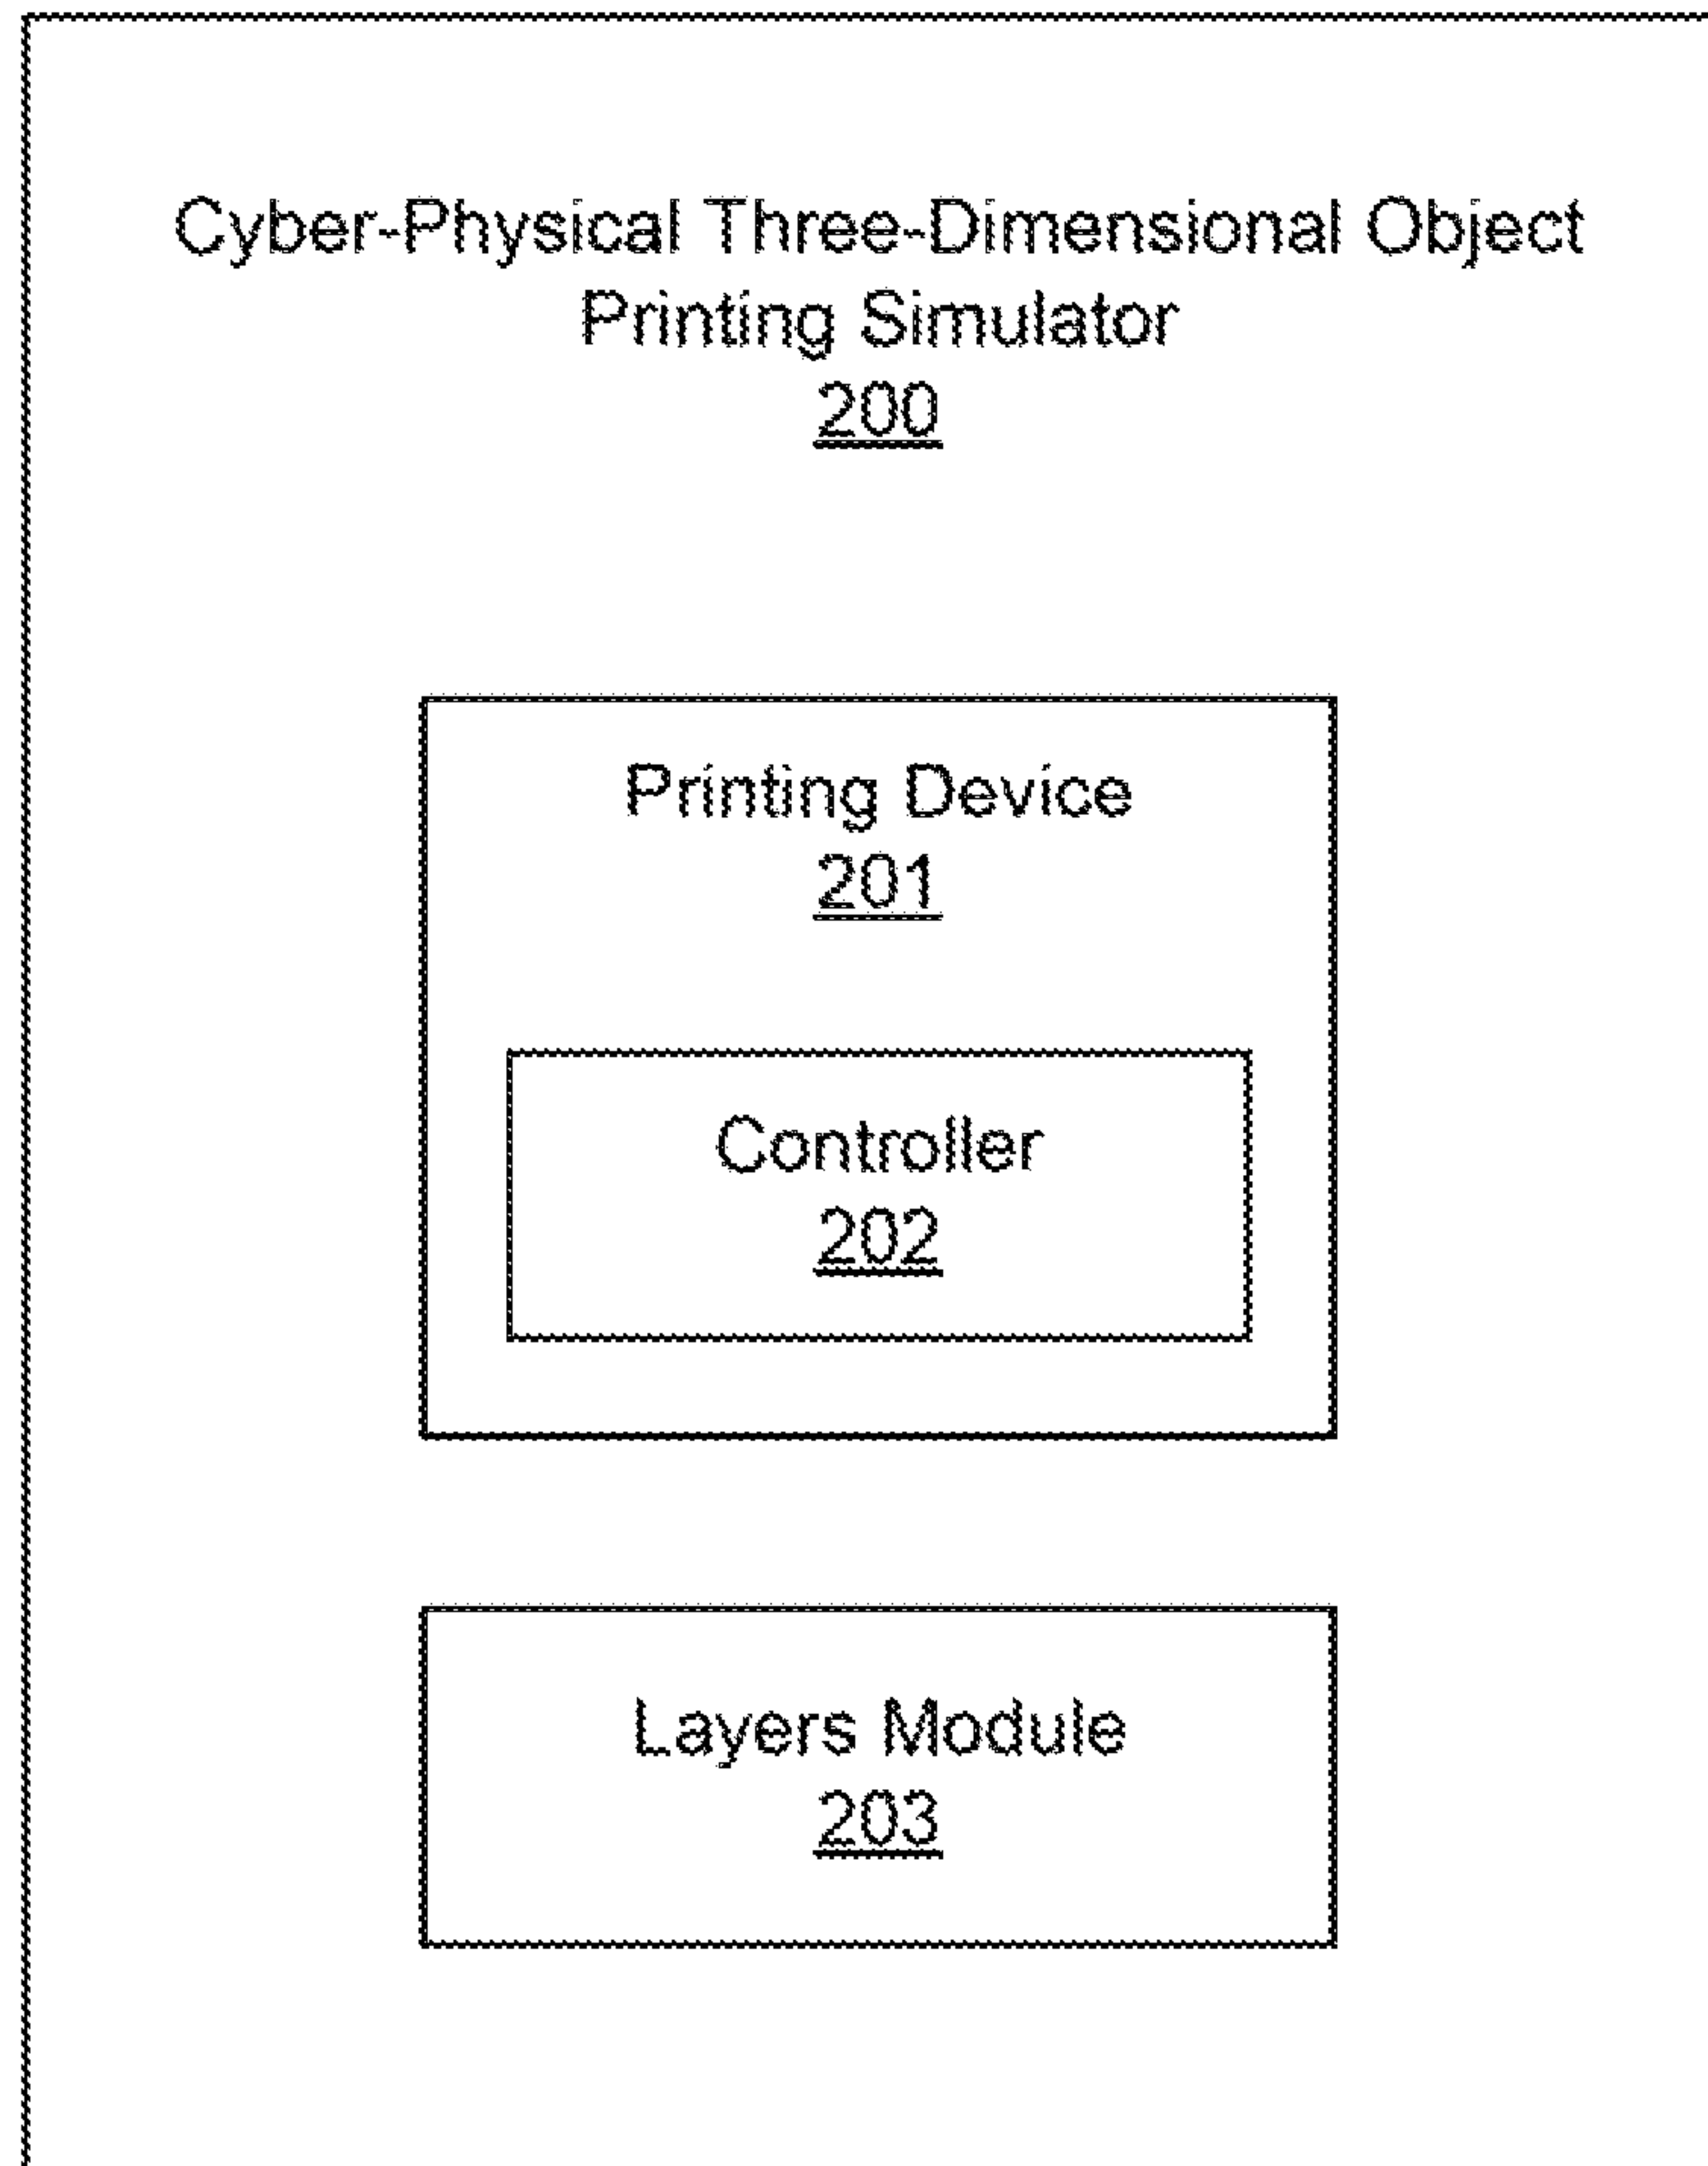 Cyber-Physical Three-Dimensional Object
Printing Simulator
200
Printing Device
201
Controller
202
Layers Module
203